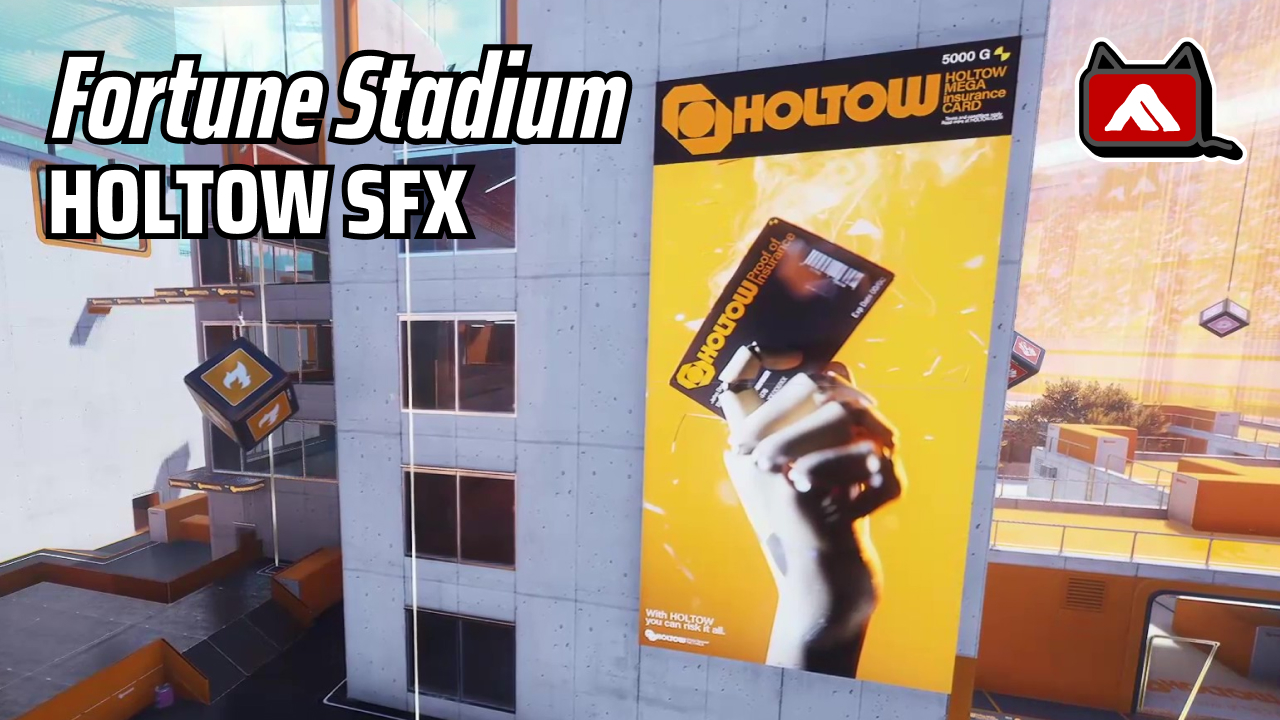 Fortune Stadium
HOLTOW SFX
5000 G
HOLTOW
HOLTOW
MEGA
insurance
CARD
HOLTOW Proof of
Insurance
With HOLTOW
you can risk it all.
HOLTOW